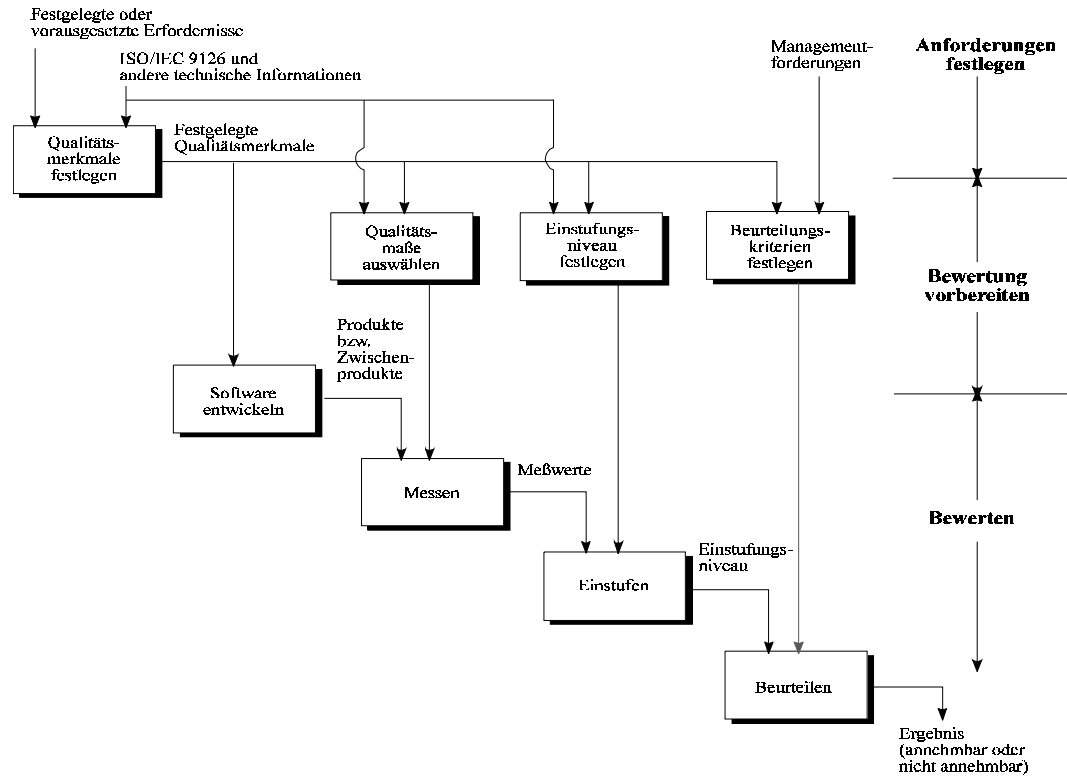 Festgelegte oder
vorausgesetzte Erfordernisse
ISO/IEC 9126 und
andere technische Informationen
Management-
forderungen
Anforderungen
festlegen
Qualitäts-
merkmale
festlegen
Festgelegte
Qualitätsmerkmale
Qualitäts-
maße
auswählen
Einstufungs-
niveau
festlegen
Beurteilungs-
kriterien
festlegen
Bewertung
vorbereiten
Produkte
bzw.
Zwischen-
produkte
Software
entwickeln
Messen
Meßwerte
Bewerten
Einstufen
Einstufungs-
niveau
Beurteilen
Ergebnis
(annehmbar oder
nicht annehmbar)